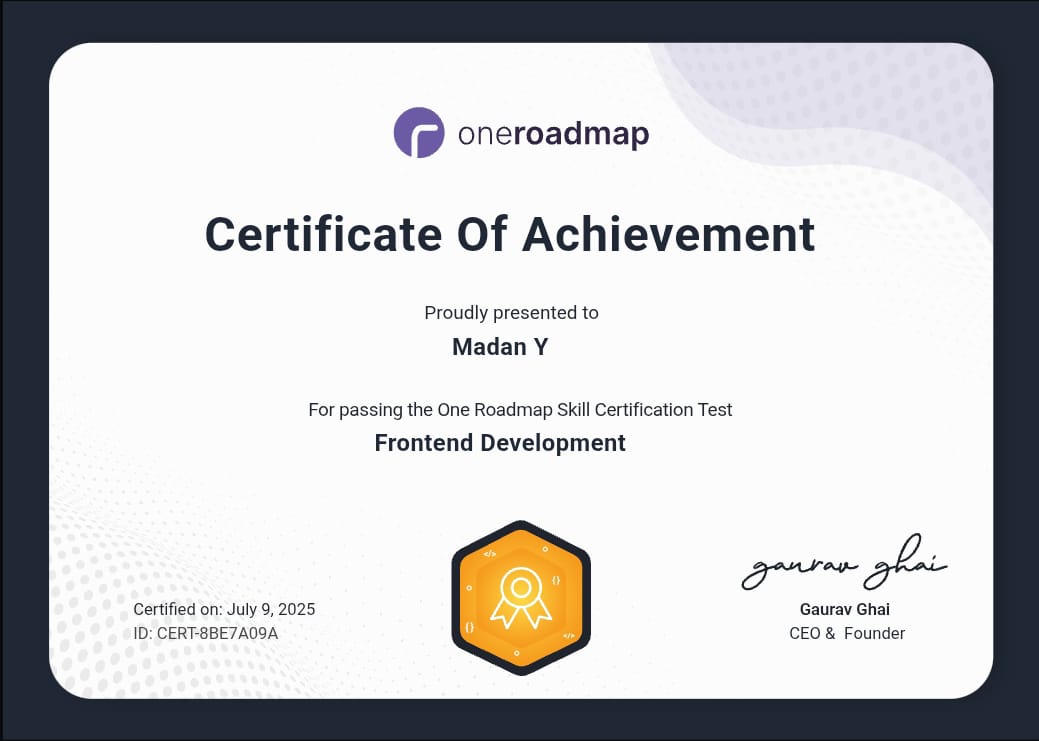 oneroadmap
Certificate Of Achievement
Proudly presented to
Madan Y
For passing the One Roadmap Skill Certification Test
Frontend Development
</>
{}
{}
</>
gaurav ghai
Certified on: July 9, 2025
ID: CERT-8BE7A09A
Gaurav Ghai
CEO & Founder